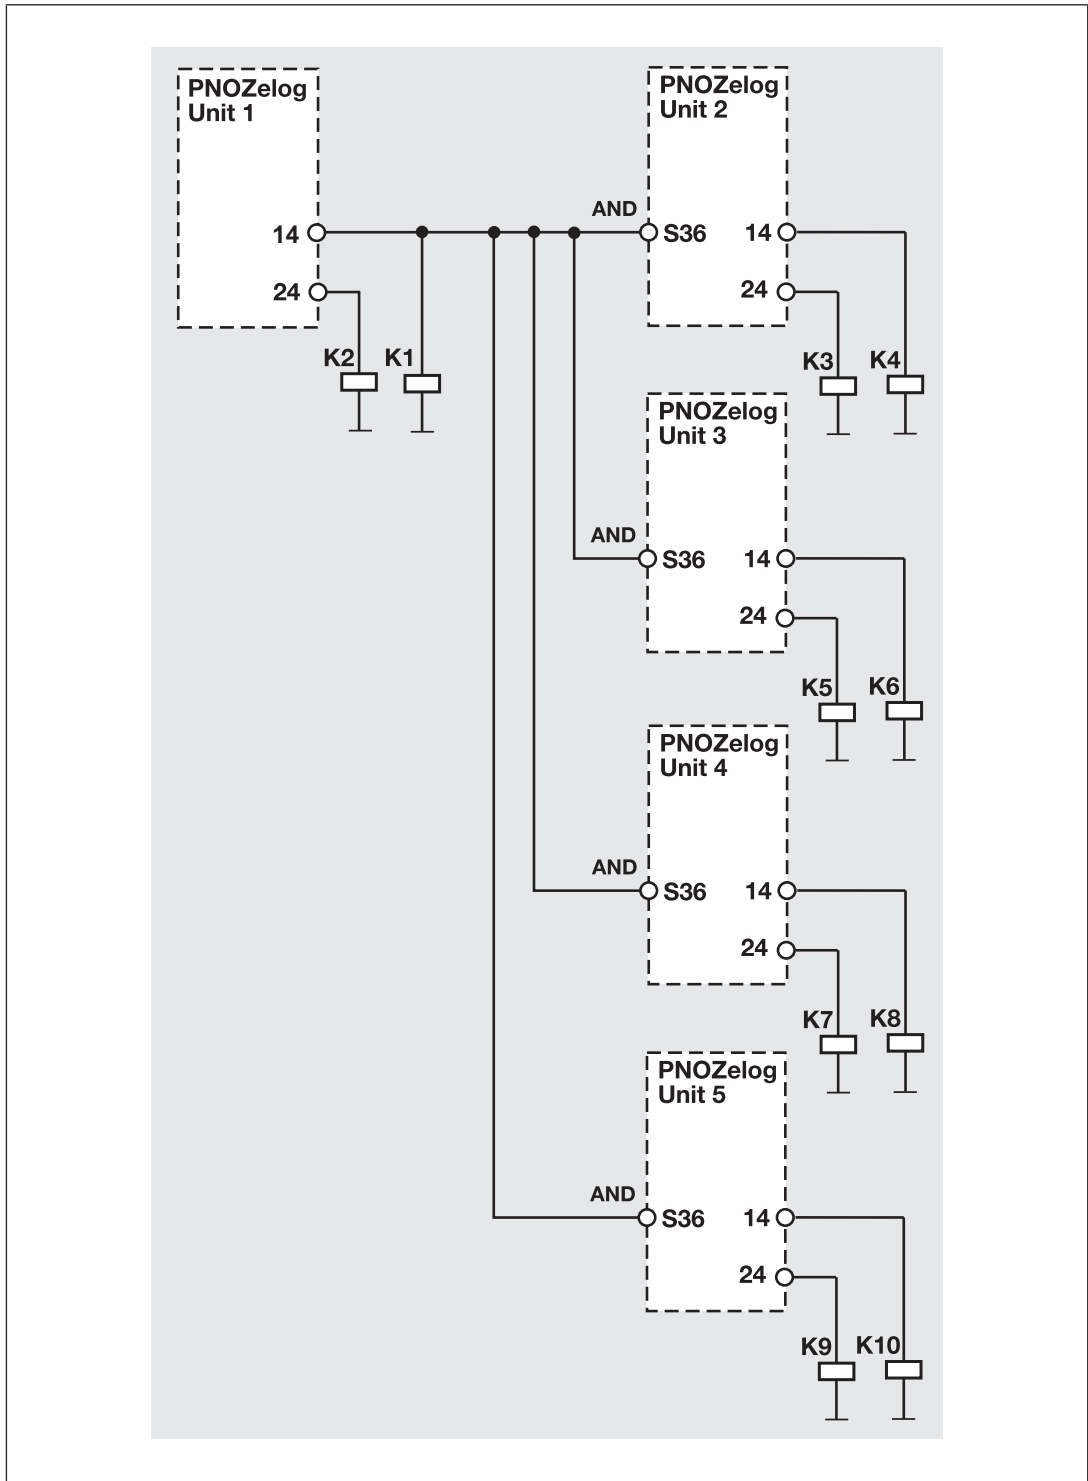 PNOZelog
Unit 1
14
24
K2
K1
AND
PNOZelog
Unit 2
S36
14
24
K3
K4
AND
PNOZelog
Unit 3
S36
14
24
K5
K6
AND
PNOZelog
Unit 4
S36
14
24
K7
K8
AND
PNOZelog
Unit 5
S36
14
24
K9
K10